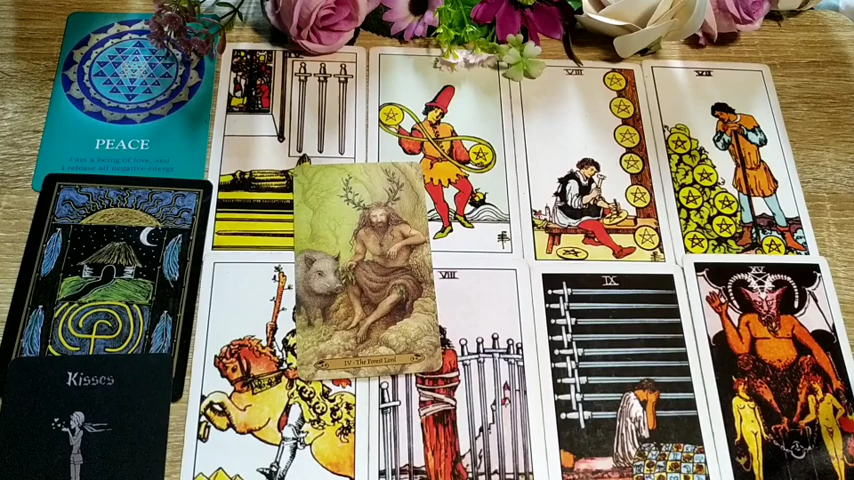 PEACE
I am a being of love, and
I release all negative energy.
VIII
VII
Kisses
IV - The Forest Lord
VIII
IX
XV